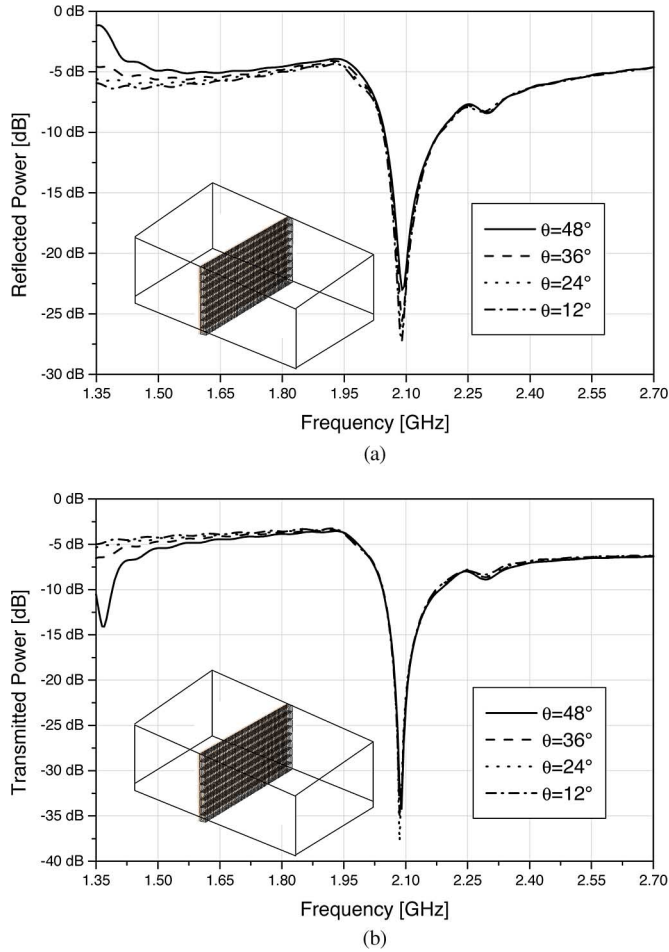 0 dB
-5 dB
-10 dB
-15 dB
-20 dB
-25 dB
-30 dB
Reflected Power [dB]
θ=48°
θ=36°
θ=24°
θ=12°
1.35 1.50 1.65 1.80 1.95 2.10 2.25 2.40 2.55 2.70
Frequency [GHz]
(a)
0 dB
-5 dB
-10 dB
-15 dB
-20 dB
-25 dB
-30 dB
-35 dB
-40 dB
Transmitted Power [dB]
θ=48°
θ=36°
θ=24°
θ=12°
1.35 1.50 1.65 1.80 1.95 2.10 2.25 2.40 2.55 2.70
Frequency [GHz]
(b)